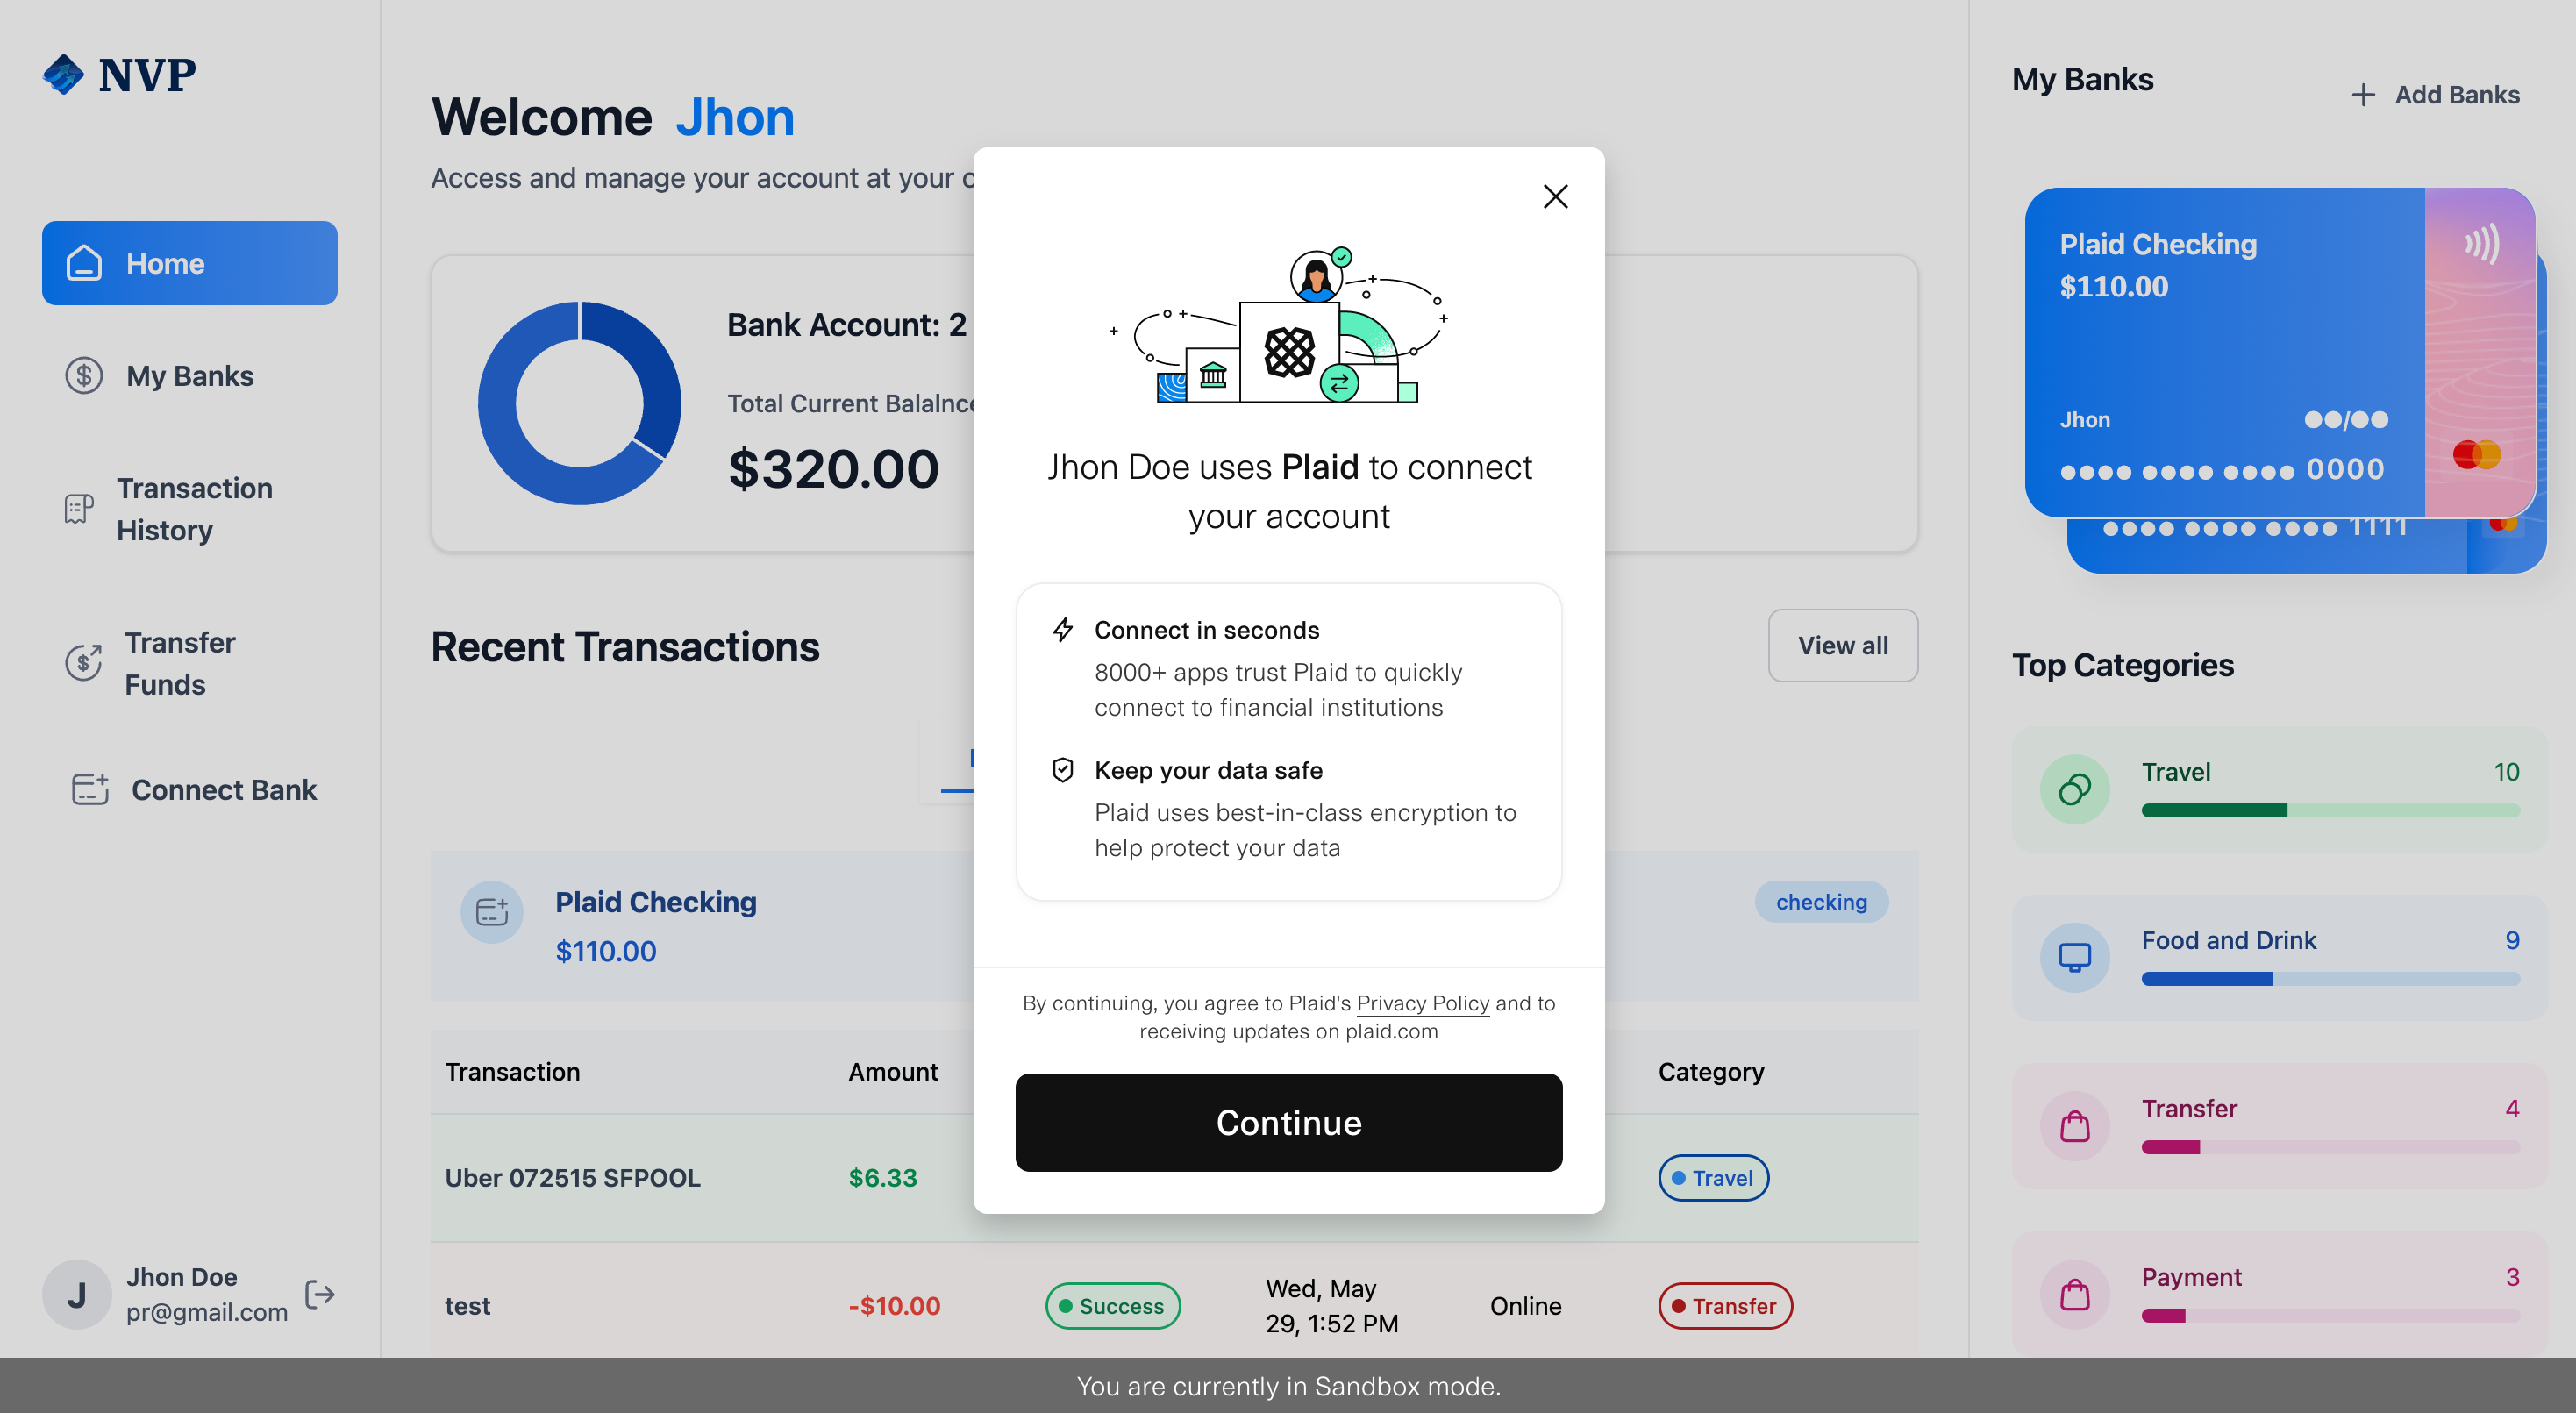 NVP
Home
My Banks
Transaction
History
Transfer
Funds
Connect Bank
J
Jhon Doe
pr@gmail.com
Welcome Jhon
Access and manage your account at your
Bank Account: 2
Total Current Balalnce
$320.00
Recent Transactions
View all
Plaid Checking
$110.00
checking
Transaction
Amount
Category
Uber 072515 SFPOOL
$6.33
Travel
test
-$10.00
Success
Wed, May
29, 1:52 PM
Online
Transfer
Jhon Doe uses Plaid to connect
your account
Connect in seconds
8000+ apps trust Plaid to quickly
connect to financial institutions
Keep your data safe
Plaid uses best-in-class encryption to
help protect your data
By continuing, you agree to Plaid's Privacy Policy and to
receiving updates on plaid.com
Continue
My Banks
+ Add Banks
Plaid Checking
$110.00
Jhon
●●/●●
●●●● ●●●● ●●●● 0000
●●●● ●●●● ●●●● 1111
Top Categories
Travel
10
Food and Drink
9
Transfer
4
Payment
3
You are currently in Sandbox mode.